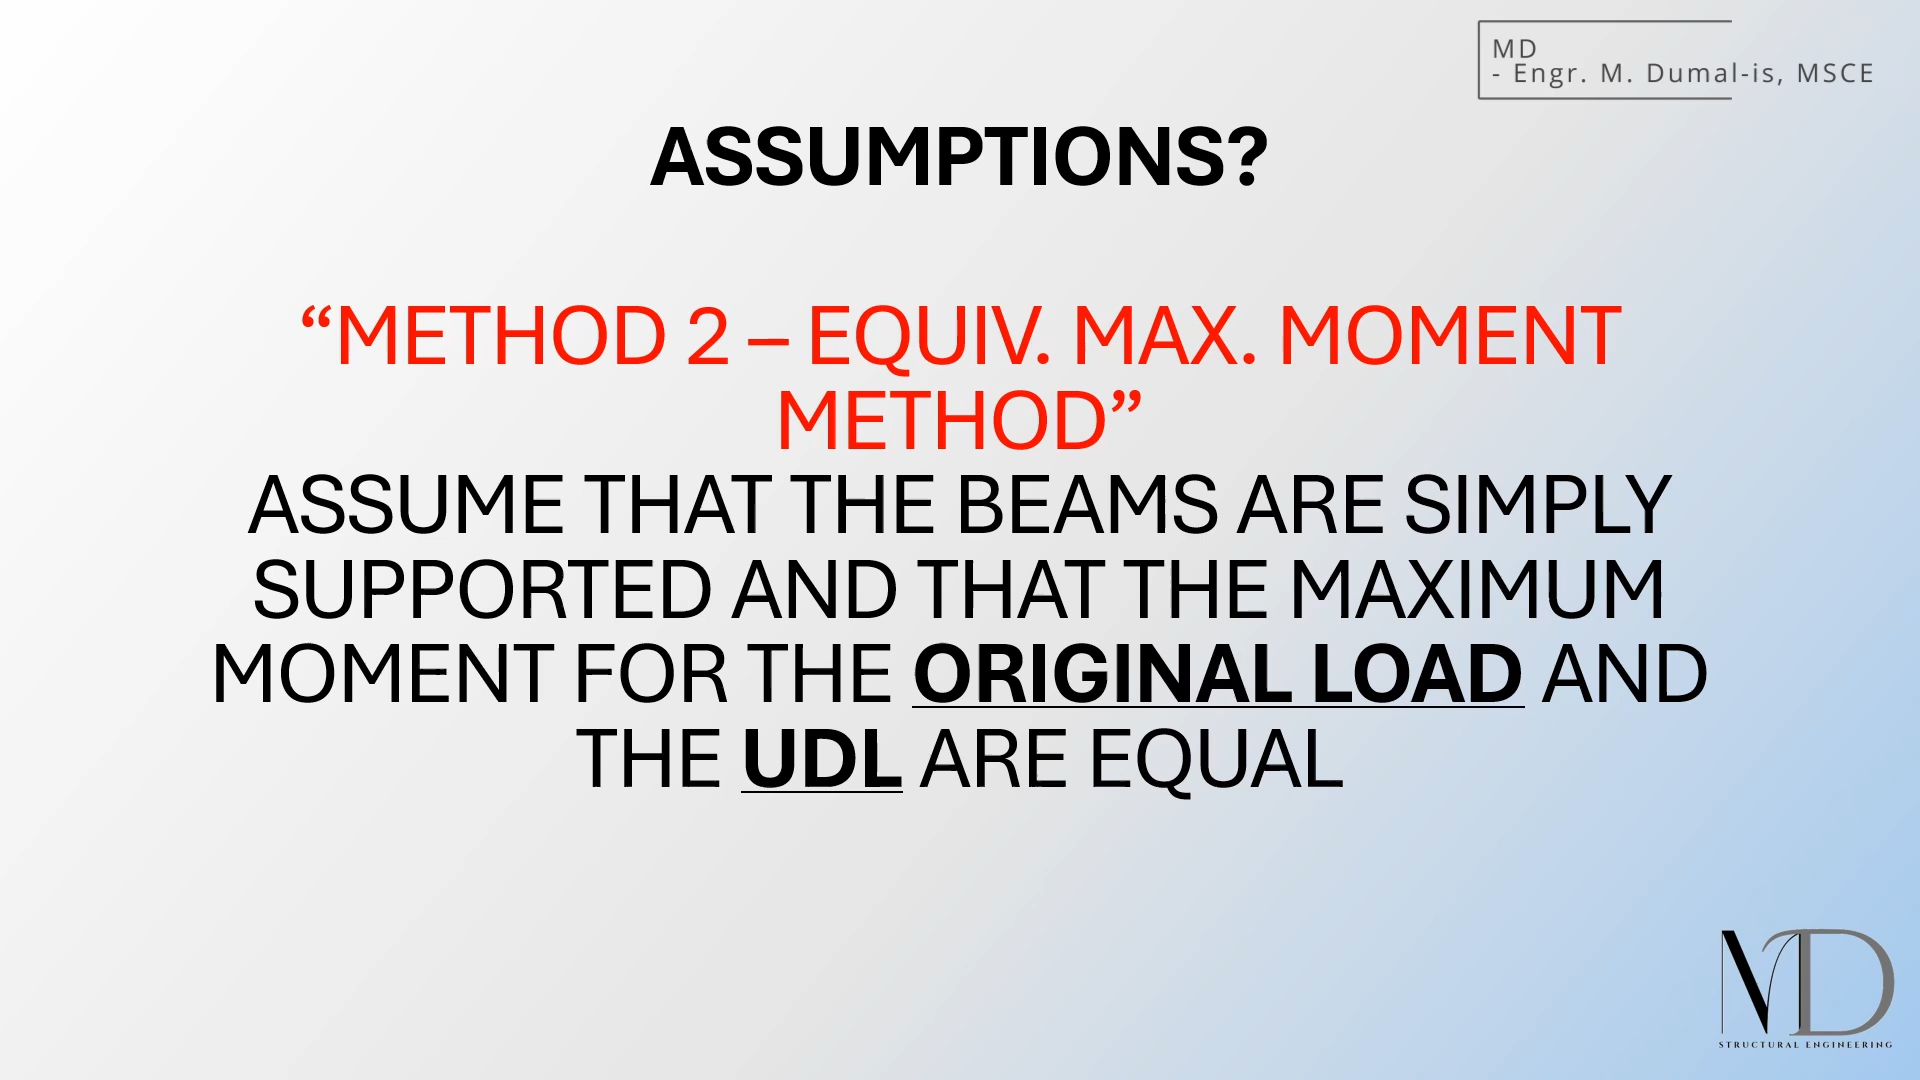 MD
- Engr. M. Dumal-is, MSCE
ASSUMPTIONS?
“METHOD 2 – EQUIV. MAX. MOMENT
METHOD”
ASSUME THAT THE BEAMS ARE SIMPLY
SUPPORTED AND THAT THE MAXIMUM
MOMENT FOR THE ORIGINAL LOAD AND
THE UDL ARE EQUAL
MD
STRUCTURAL ENGINEERING